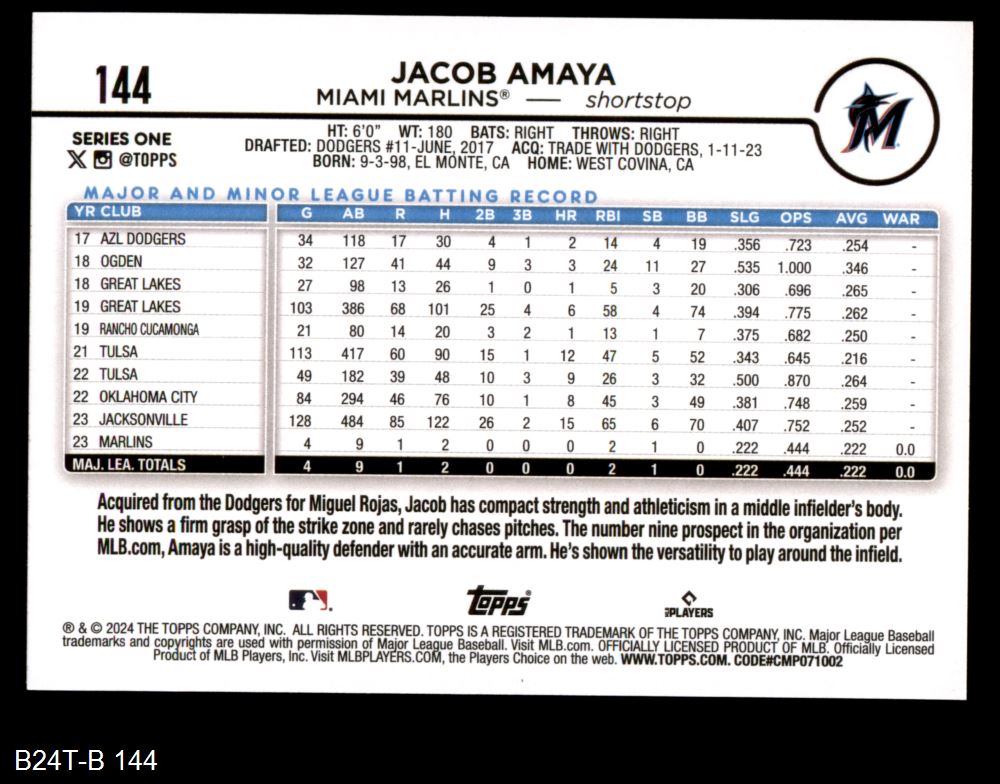 144
JACOB AMAYA
MIAMI MARLINS® — shortstop
M
SERIES ONE
X @TOPPS
HT: 6'0" WT: 180 BATS: RIGHT THROWS: RIGHT
DRAFTED: DODGERS #11-JUNE, 2017 ACQ: TRADE WITH DODGERS, 1-11-23
BORN: 9-3-98, EL MONTE, CA HOME: WEST COVINA, CA
MAJOR AND MINOR LEAGUE BATTING RECORD
YR CLUB G AB R H 2B 3B HR RBI SB BB SLG OPS AVG WAR
17 AZL DODGERS 34 118 17 30 4 1 2 14 4 19 .356 .723 .254 -
18 OGDEN 32 127 41 44 9 3 3 24 11 27 .535 1.000 .346 -
18 GREAT LAKES 27 98 13 26 1 0 1 5 3 20 .306 .696 .265 -
19 GREAT LAKES 103 386 68 101 25 4 6 58 4 74 .394 .775 .262 -
19 RANCHO CUCAMONGA 21 80 14 20 3 2 1 13 1 7 .375 .682 .250 -
21 TULSA 113 417 60 90 15 1 12 47 5 52 .343 .645 .216 -
22 TULSA 49 182 39 48 10 3 9 26 3 32 .500 .870 .264 -
22 OKLAHOMA CITY 84 294 46 76 10 1 8 45 3 49 .381 .748 .259 -
23 JACKSONVILLE 128 484 85 122 26 2 15 65 6 70 .407 .752 .252 -
23 MARLINS 4 9 1 2 0 0 0 2 1 0 .222 .444 .222 0.0
MAJ. LEA. TOTALS 4 9 1 2 0 0 0 2 1 0 .222 .444 .222 0.0
Acquired from the Dodgers for Miguel Rojas, Jacob has compact strength and athleticism in a middle infielder's body.
He shows a firm grasp of the strike zone and rarely chases pitches. The number nine prospect in the organization per
MLB.com, Amaya is a high-quality defender with an accurate arm. He's shown the versatility to play around the infield.
Topps® PLAYERS
® & © 2024 THE TOPPS COMPANY, INC. ALL RIGHTS RESERVED. TOPPS IS A REGISTERED TRADEMARK OF THE TOPPS COMPANY, INC. Major League Baseball
trademarks and copyrights are used with permission of Major League Baseball. Visit MLB.com. OFFICIALLY LICENSED PRODUCT OF MLB. Officially Licensed
Product of MLB Players, Inc. Visit MLBPLAYERS.COM, the Players Choice on the web. WWW.TOPPS.COM. CODE#CMP071002
B24T-B 144